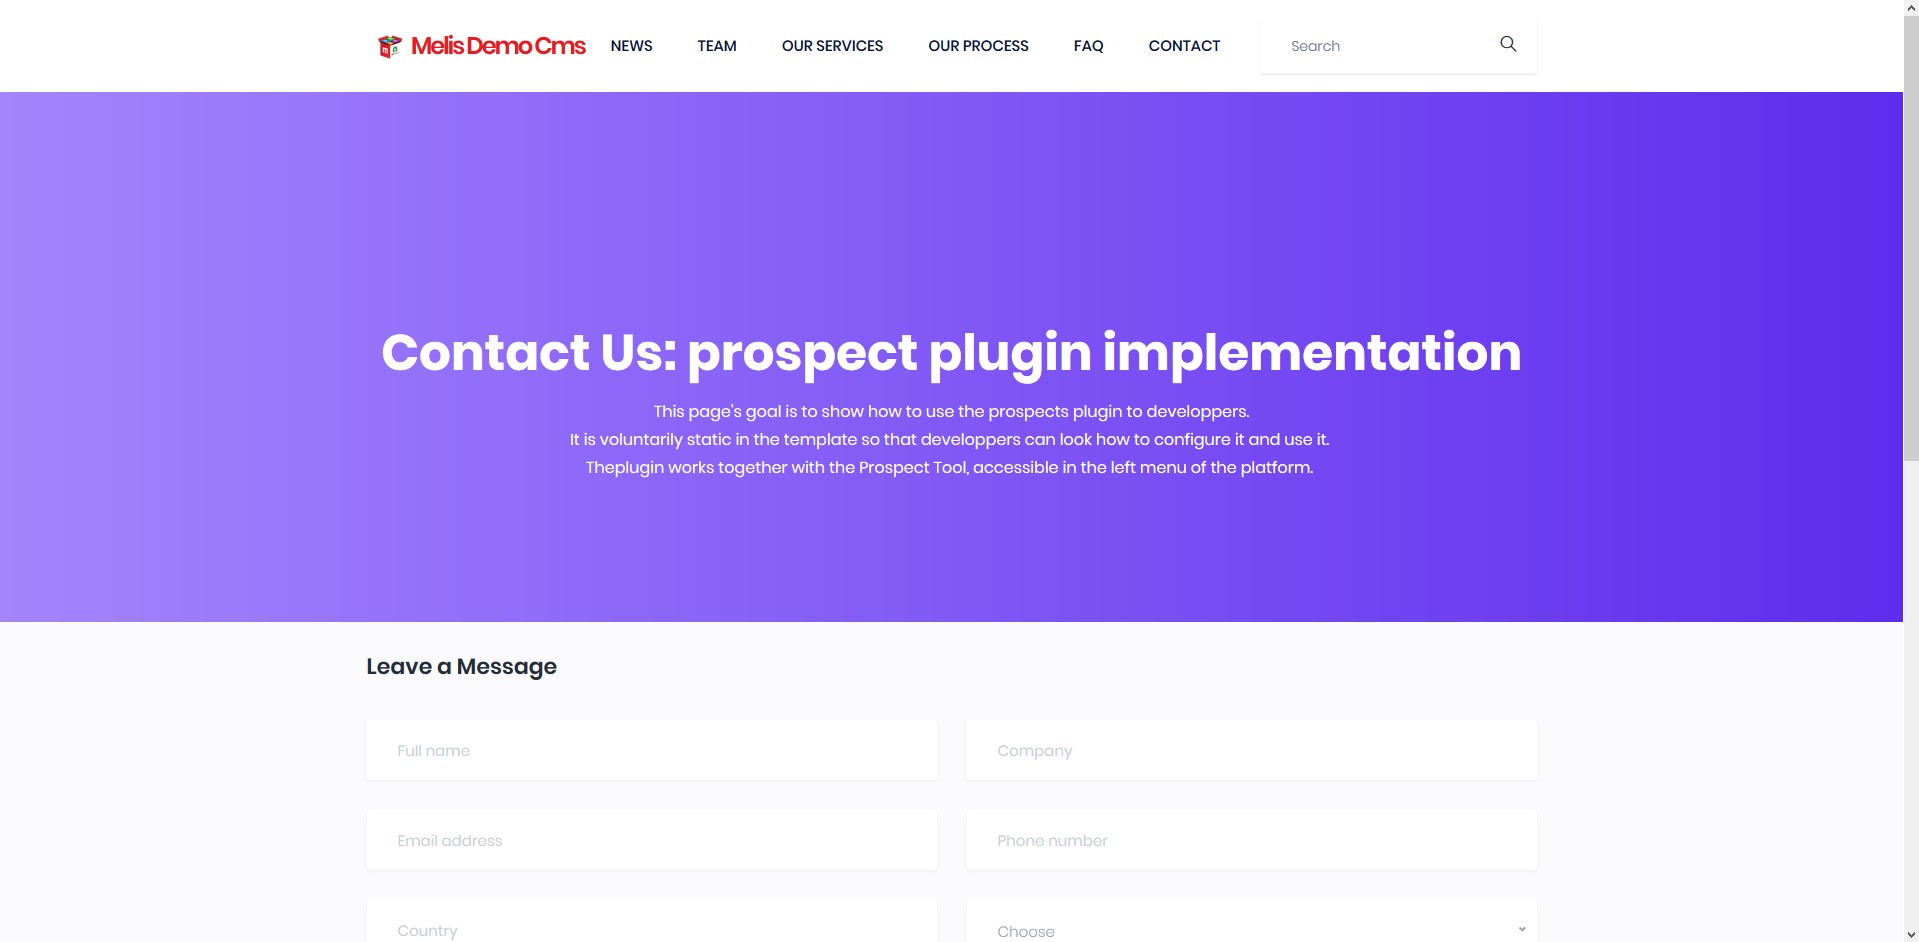 Melis Demo Cms NEWS TEAM OUR SERVICES OUR PROCESS FAQ CONTACT Search
Contact Us: prospect plugin implementation
This page's goal is to show how to use the prospects plugin to developpers.
It is voluntarily static in the template so that developpers can look how to configure it and use it.
Theplugin works together with the Prospect Tool, accessible in the left menu of the platform.
Leave a Message
Full name Company
Email address Phone number
Country Choose